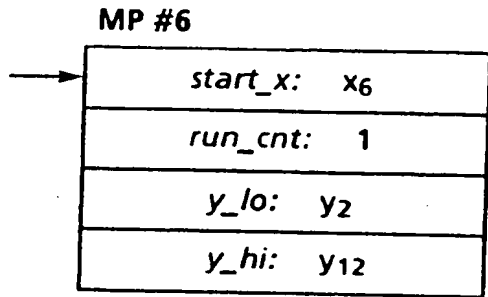 MP #6
start_x: x6
run_cnt: 1
y_lo: y2
y_hi: y12